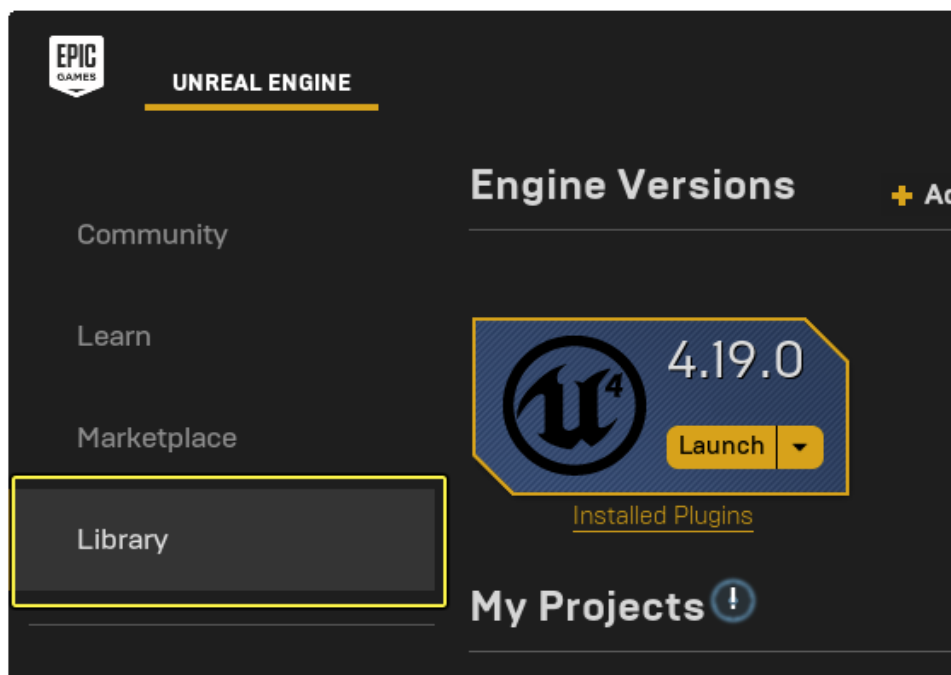 EPIC
GAMES
UNREAL ENGINE
Community
Learn
Marketplace
Library
Engine Versions
4.19.0
Launch
Installed Plugins
My Projects